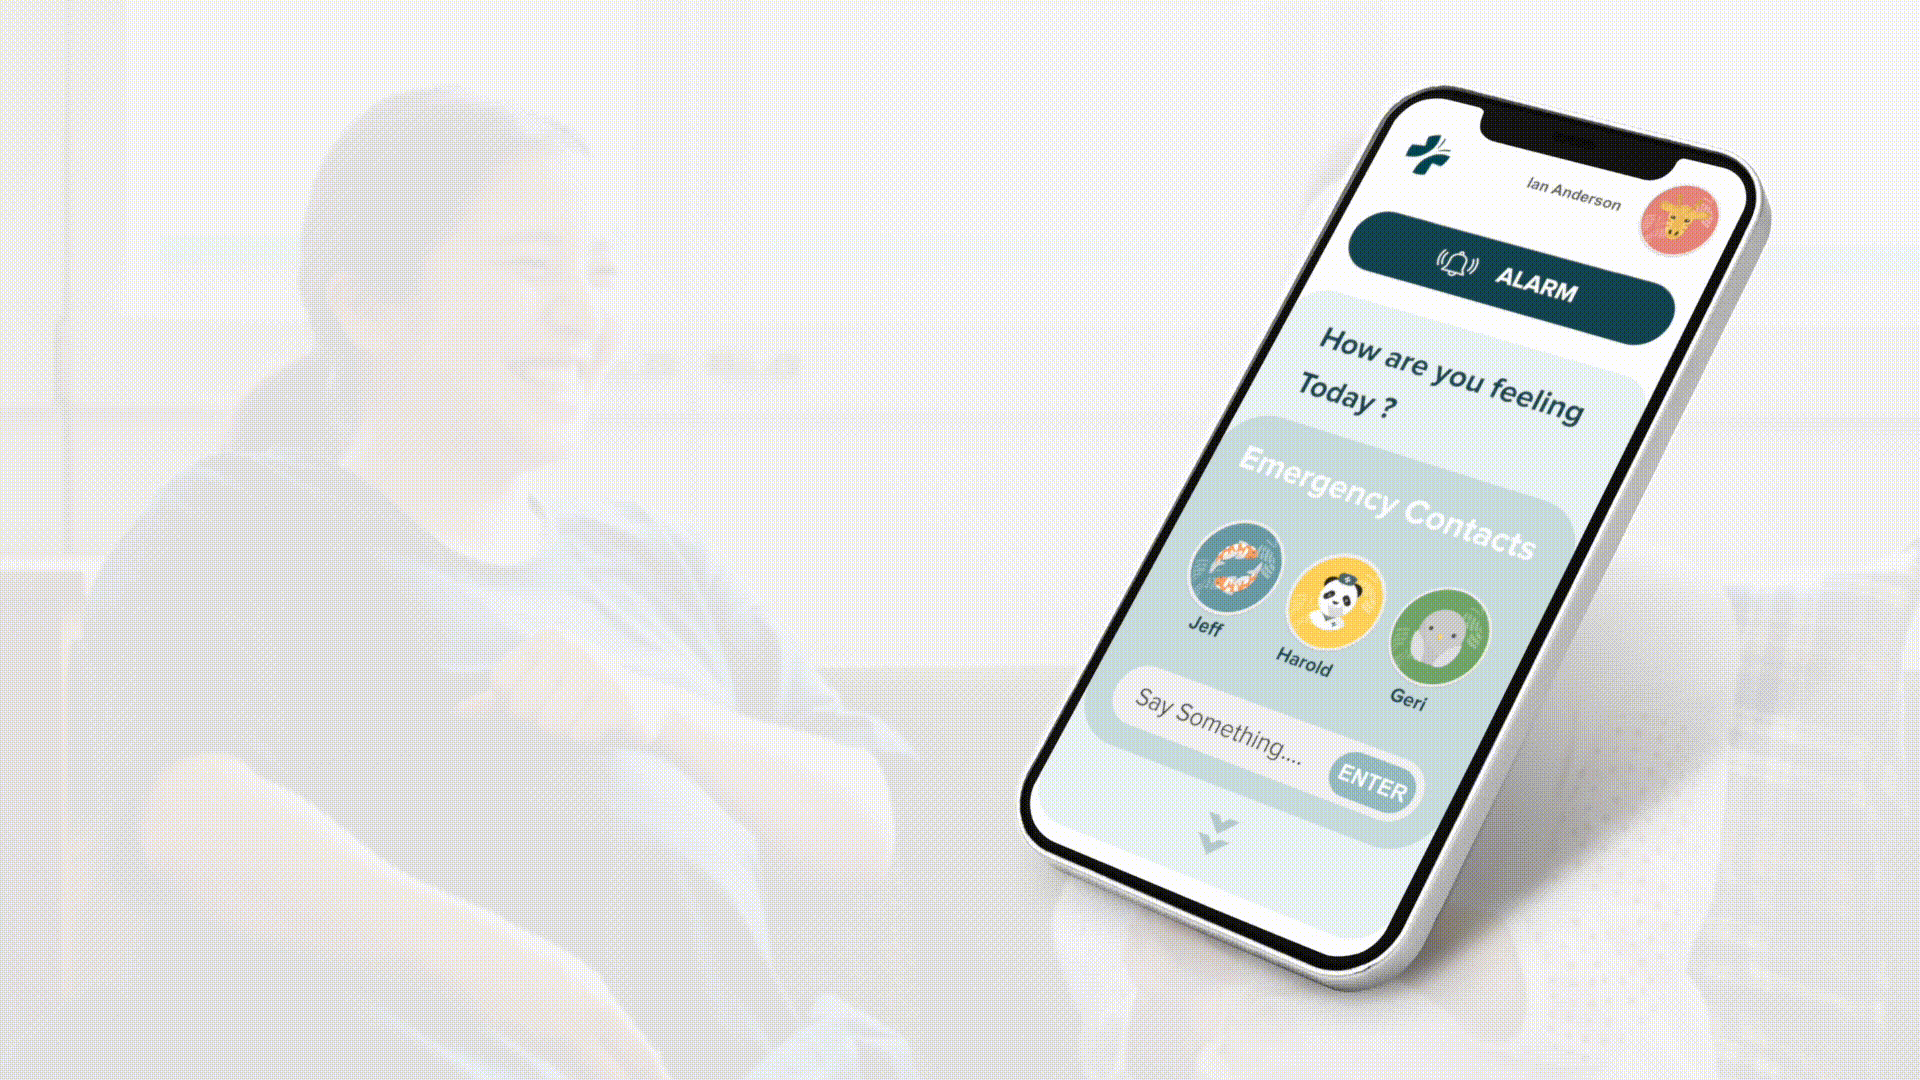 Ian Anderson
ALARM
How are you feeling
Today ?
Emergency Contacts
Jeff
Harold
Geri
Say Something....
ENTER